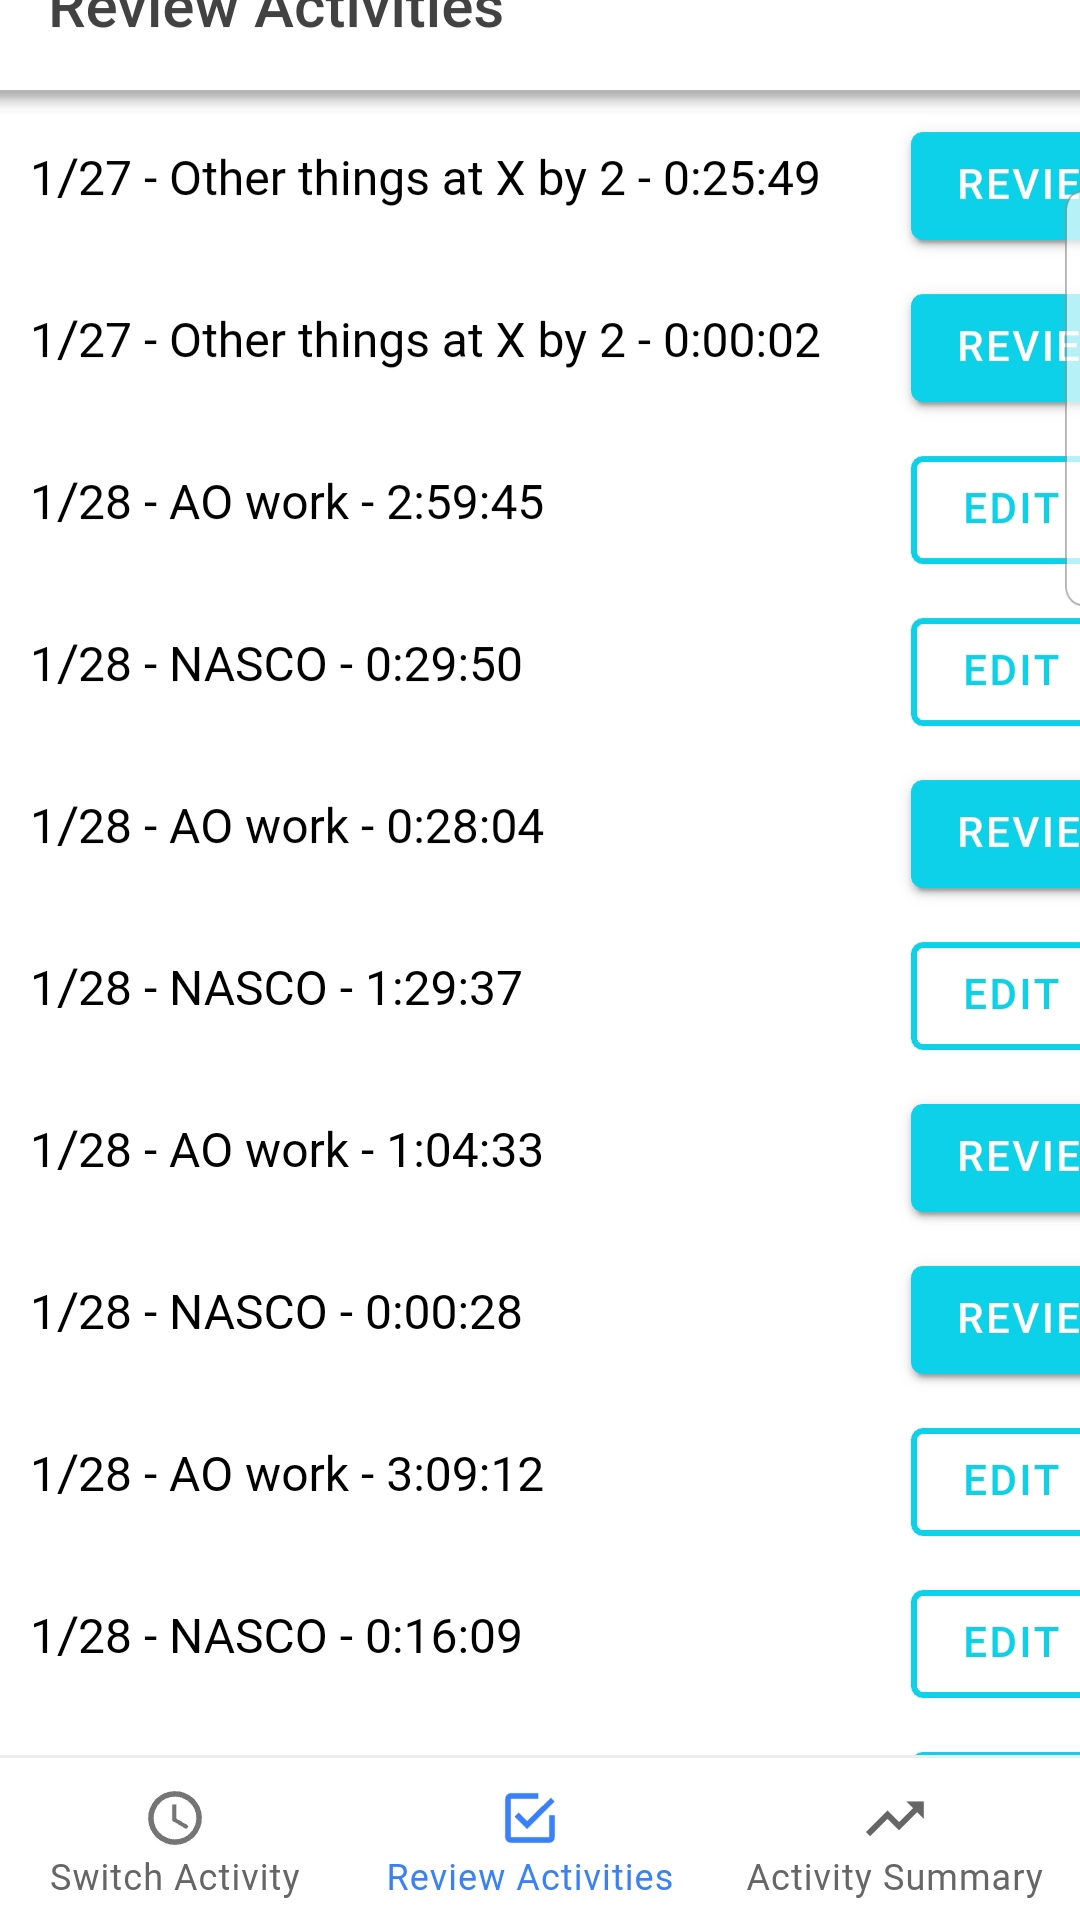 Review Activities
1/27 - Other things at X by 2 - 0:25:49
REVIE
1/27 - Other things at X by 2 - 0:00:02
REVIE
1/28 - AO work - 2:59:45
EDIT
1/28 - NASCO - 0:29:50
EDIT
1/28 - AO work - 0:28:04
REVIE
1/28 - NASCO - 1:29:37
EDIT
1/28 - AO work - 1:04:33
REVIE
1/28 - NASCO - 0:00:28
REVIE
1/28 - AO work - 3:09:12
EDIT
1/28 - NASCO - 0:16:09
EDIT
Switch Activity
Review Activities
Activity Summary